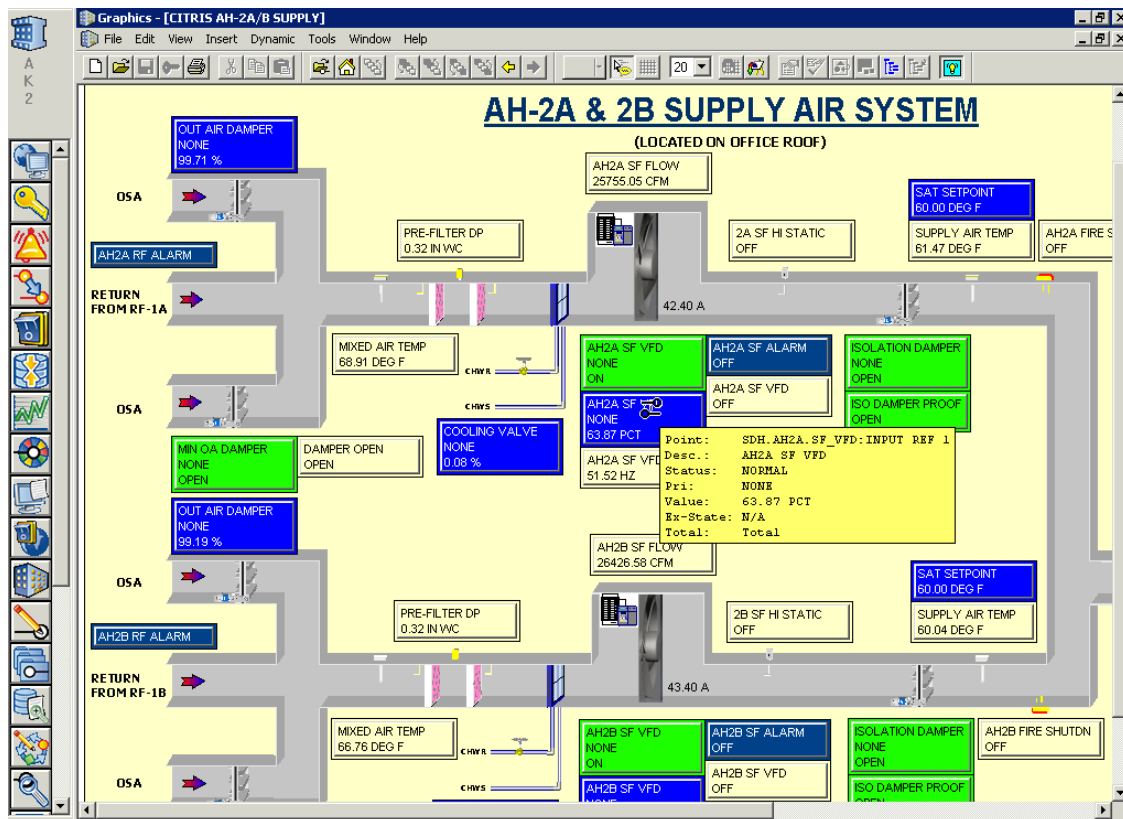 Graphics - [CITRIS AH-2A/B SUPPLY]
File Edit View Insert Dynamic Tools Window Help
A
K
2
20
AH-2A & 2B SUPPLY AIR SYSTEM
(LOCATED ON OFFICE ROOF)
OUT AIR DAMPER
NONE
99.71 %
AH2A SF FLOW
25755.05 CFM
OSA
SAT SETPOINT
60.00 DEG F
PRE-FILTER DP
0.32 IN WC
2A SF HI STATIC
OFF
SUPPLY AIR TEMP
61.47 DEG F
AH2A FIRE S
OFF
AH2A RF ALARM
RETURN
FROM RF-1A
42.40 A
MIXED AIR TEMP
68.91 DEG F
CHWR
AH2A SF VFD
NONE
ON
AH2A SF ALARM
OFF
ISOLATION DAMPER
NONE
OPEN
AH2A SF VFD
OFF
OSA
CHWS
AH2A SF
NONE
63.87 PCT
ISO DAMPER PROOF
OPEN
COOLING VALVE
NONE
0.08 %
MIN OA DAMPER
NONE
OPEN
DAMPER OPEN
OPEN
AH2A SF VFD
51.52 HZ
Point: SDH.AH2A.SF_VFD:INPUT REF 1
Desc.: AH2A SF VFD
Status: NORMAL
Pri: NONE
Value: 63.87 PCT
Ex-State: N/A
Total: Total
OUT AIR DAMPER
NONE
99.19 %
AH2B SF FLOW
26426.58 CFM
OSA
SAT SETPOINT
60.00 DEG F
PRE-FILTER DP
0.32 IN WC
2B SF HI STATIC
OFF
SUPPLY AIR TEMP
60.04 DEG F
AH2B RF ALARM
RETURN
FROM RF-1B
43.40 A
MIXED AIR TEMP
66.76 DEG F
CHWR
AH2B SF VFD
NONE
ON
AH2B SF ALARM
OFF
ISOLATION DAMPER
NONE
OPEN
AH2B FIRE SHUTDN
OFF
AH2B SF VFD
OFF
OSA
CHWS
AH2B SF VFD
NONE
ISO DAMPER PROOF
OPEN